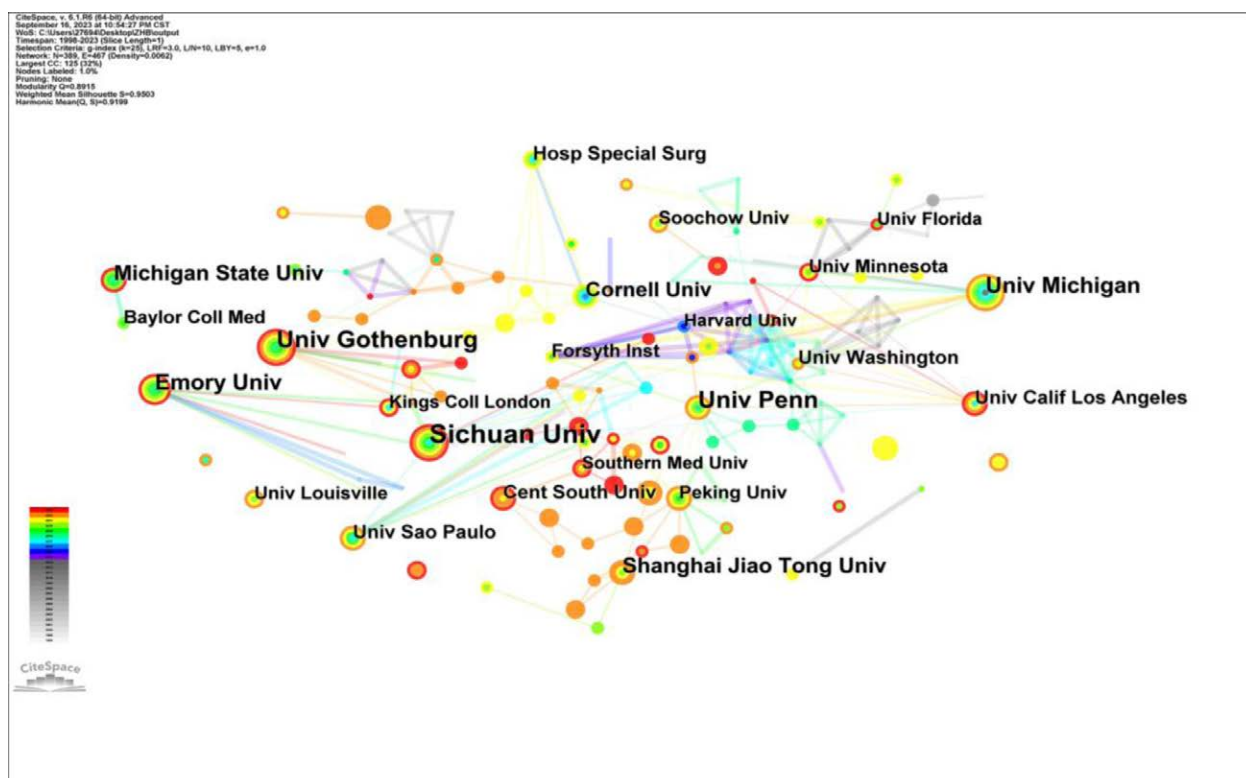 CiteSpace, v. 6.1.R6 (64-bit) Advanced
September 16, 2023 at 10:54:27 PM CST
WoS: C:\Users\27694\Desktop\ZHB\output
Timespan: 1998-2023 (Slice Length=1)
Selection Criteria: g-index (k=25), LRF=3.0, L/N=10, LBY=5, e=1.0
Network: N=389, E=467 (Density=0.0062)
Largest CC: 125 (32%)
Nodes Labeled: 1.0%
Pruning: None
Modularity Q=0.8915
Weighted Mean Silhouette S=0.9503
Harmonic Mean(Q, S)=0.9199
Hosp Special Surg
Soochow Univ
Univ Florida
Michigan State Univ
Univ Minnesota
Cornell Univ
Univ Michigan
Baylor Coll Med
Harvard Univ
Univ Gothenburg
Forsyth Inst
Univ Washington
Emory Univ
Kings Coll London
Univ Penn
Univ Calif Los Angeles
Sichuan Univ
Southern Med Univ
Univ Louisville
Cent South Univ
Peking Univ
Univ Sao Paulo
Shanghai Jiao Tong Univ
CiteSpace